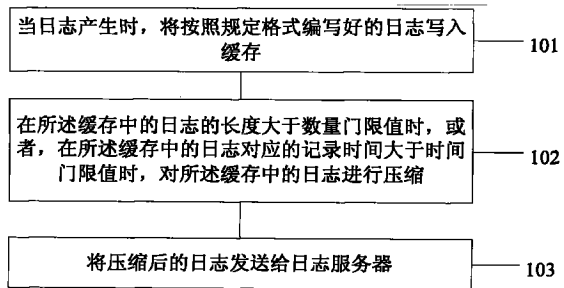 当日志产生时，将按照规定格式编写好的日志写入
缓存
101
在所述缓存中的日志的长度大于数量门限值时，或
者，在所述缓存中的日志对应的记录时间大于时间
门限值时，对所述缓存中的日志进行压缩
102
将压缩后的日志发送给日志服务器
103